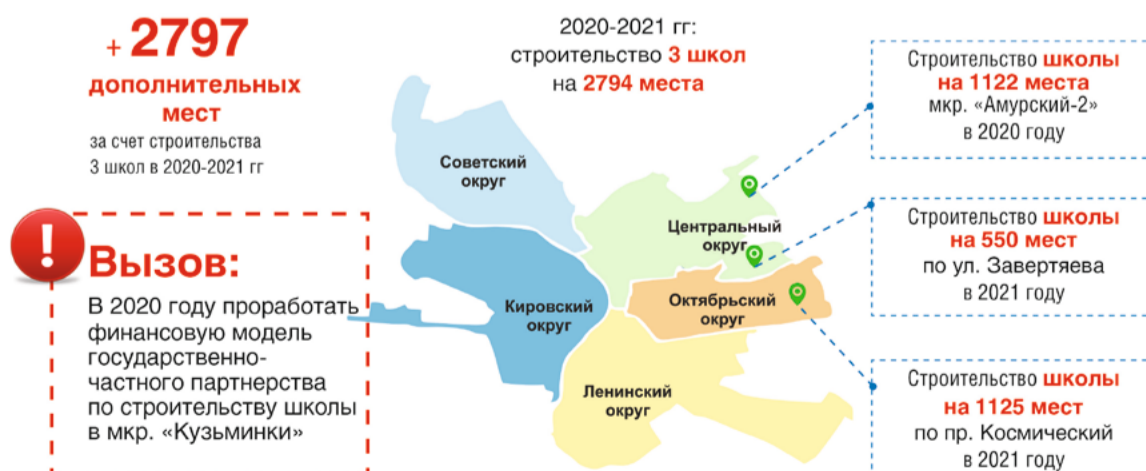 + 2797
дополнительных
мест
за счет строительства
3 школ в 2020-2021 гг
!
Вызов:
В 2020 году проработать
финансовую модель
государственно-
частного партнерства
по строительству школы
в мкр. «Кузьминки»
2020-2021 гг:
строительство 3 школ
на 2794 места
Советский
округ
Центральный
округ
Кировский
округ
Октябрьский
округ
Ленинский
округ
Строительство школы
на 1122 места
мкр. «Амурский-2»
в 2020 году
Строительство школы
на 550 мест
по ул. Завертяева
в 2021 году
Строительство школы
на 1125 мест
по пр. Космический
в 2021 году